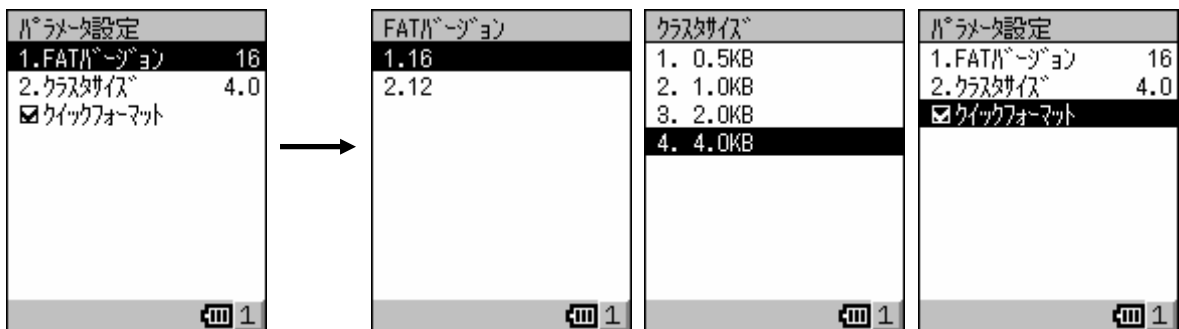 ﾊﾟﾗﾒｰﾀ設定
1.FATﾊﾞｰｼﾞｮﾝ 16
2.ｸﾗｽﾀｻｲｽﾞ 4.0
☑ｸｲｯｸﾌｫｰﾏｯﾄ
1
FATﾊﾞｰｼﾞｮﾝ
1.16
2.12
1
ｸﾗｽﾀｻｲｽﾞ
1. 0.5KB
2. 1.0KB
3. 2.0KB
4. 4.0KB
1
ﾊﾟﾗﾒｰﾀ設定
1.FATﾊﾞｰｼﾞｮﾝ 16
2.ｸﾗｽﾀｻｲｽﾞ 4.0
☑ｸｲｯｸﾌｫｰﾏｯﾄ
1